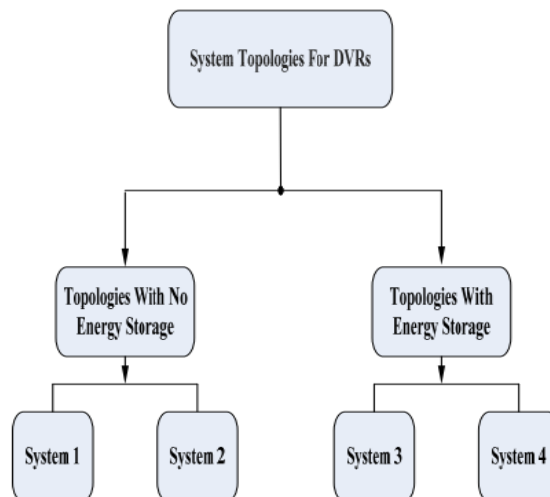 System Topologies For DVRs
Topologies With No
Energy Storage
Topologies With
Energy Storage
System 1
System 2
System 3
System 4